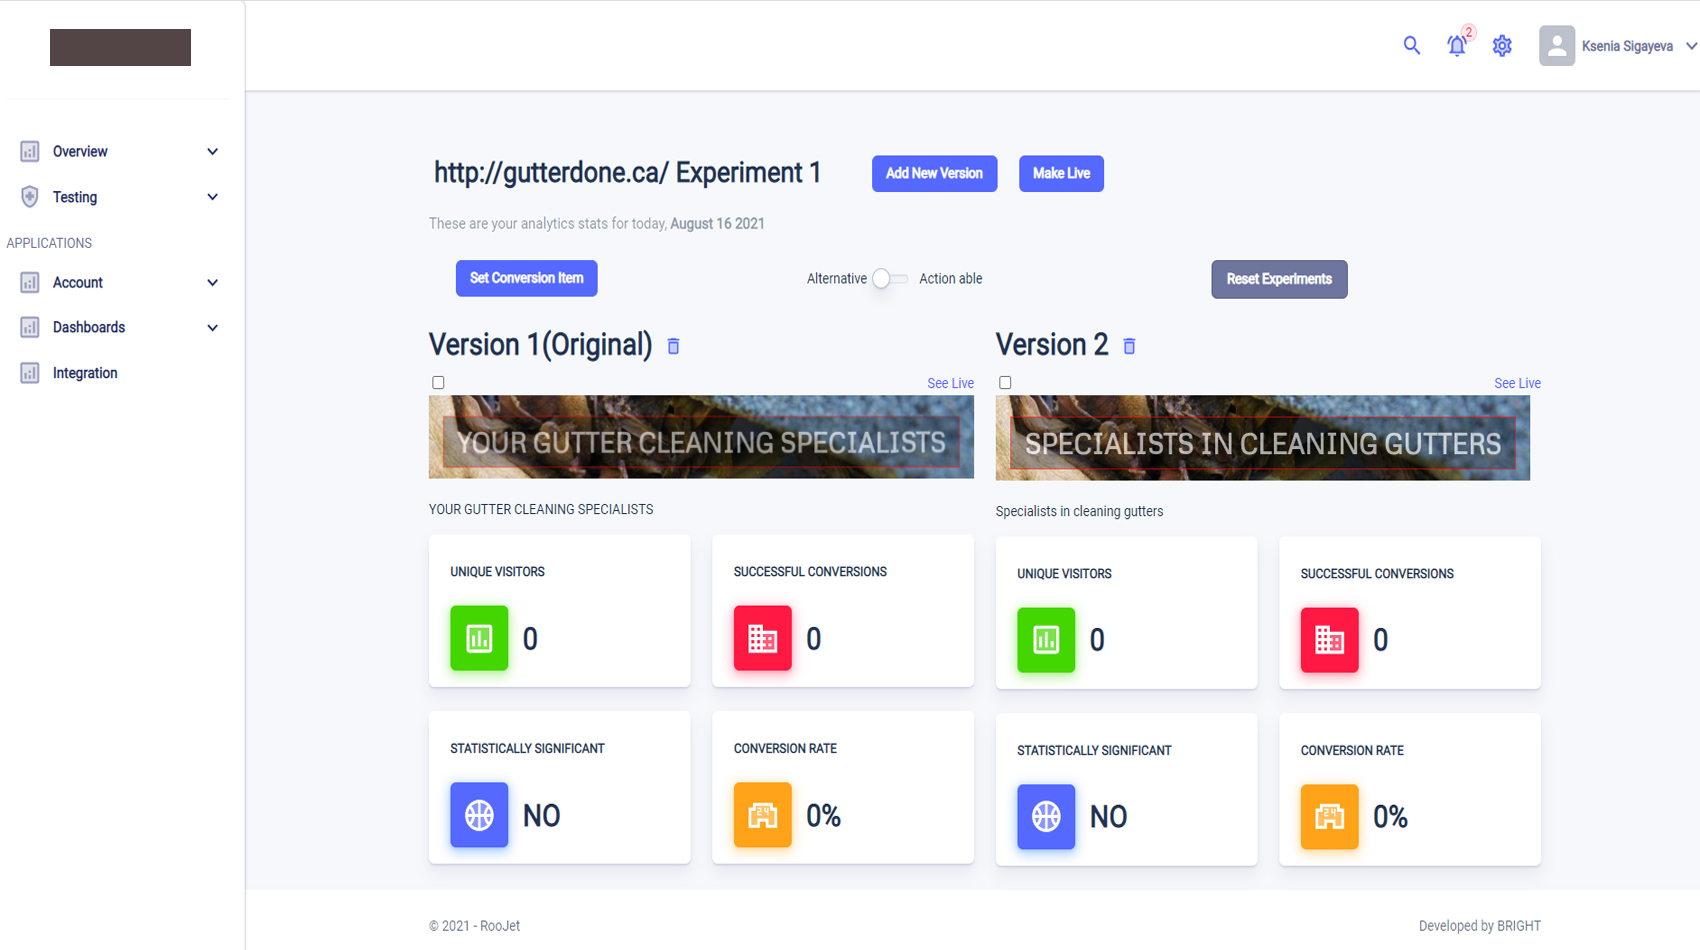 2
Ksenia Sigayeva
Overview
Testing
APPLICATIONS
Account
Dashboards
Integration
http://gutterdone.ca/ Experiment 1
Add New Version
Make Live
These are your analytics stats for today, August 16 2021
Set Conversion Item
Alternative
Action able
Reset Experiments
Version 1(Original)
See Live
YOUR GUTTER CLEANING SPECIALISTS
YOUR GUTTER CLEANING SPECIALISTS
UNIQUE VISITORS
0
SUCCESSFUL CONVERSIONS
0
STATISTICALLY SIGNIFICANT
NO
CONVERSION RATE
24
0%
Version 2
See Live
SPECIALISTS IN CLEANING GUTTERS
Specialists in cleaning gutters
UNIQUE VISITORS
0
SUCCESSFUL CONVERSIONS
0
STATISTICALLY SIGNIFICANT
NO
CONVERSION RATE
24
0%
© 2021 - RooJet
Developed by BRIGHT